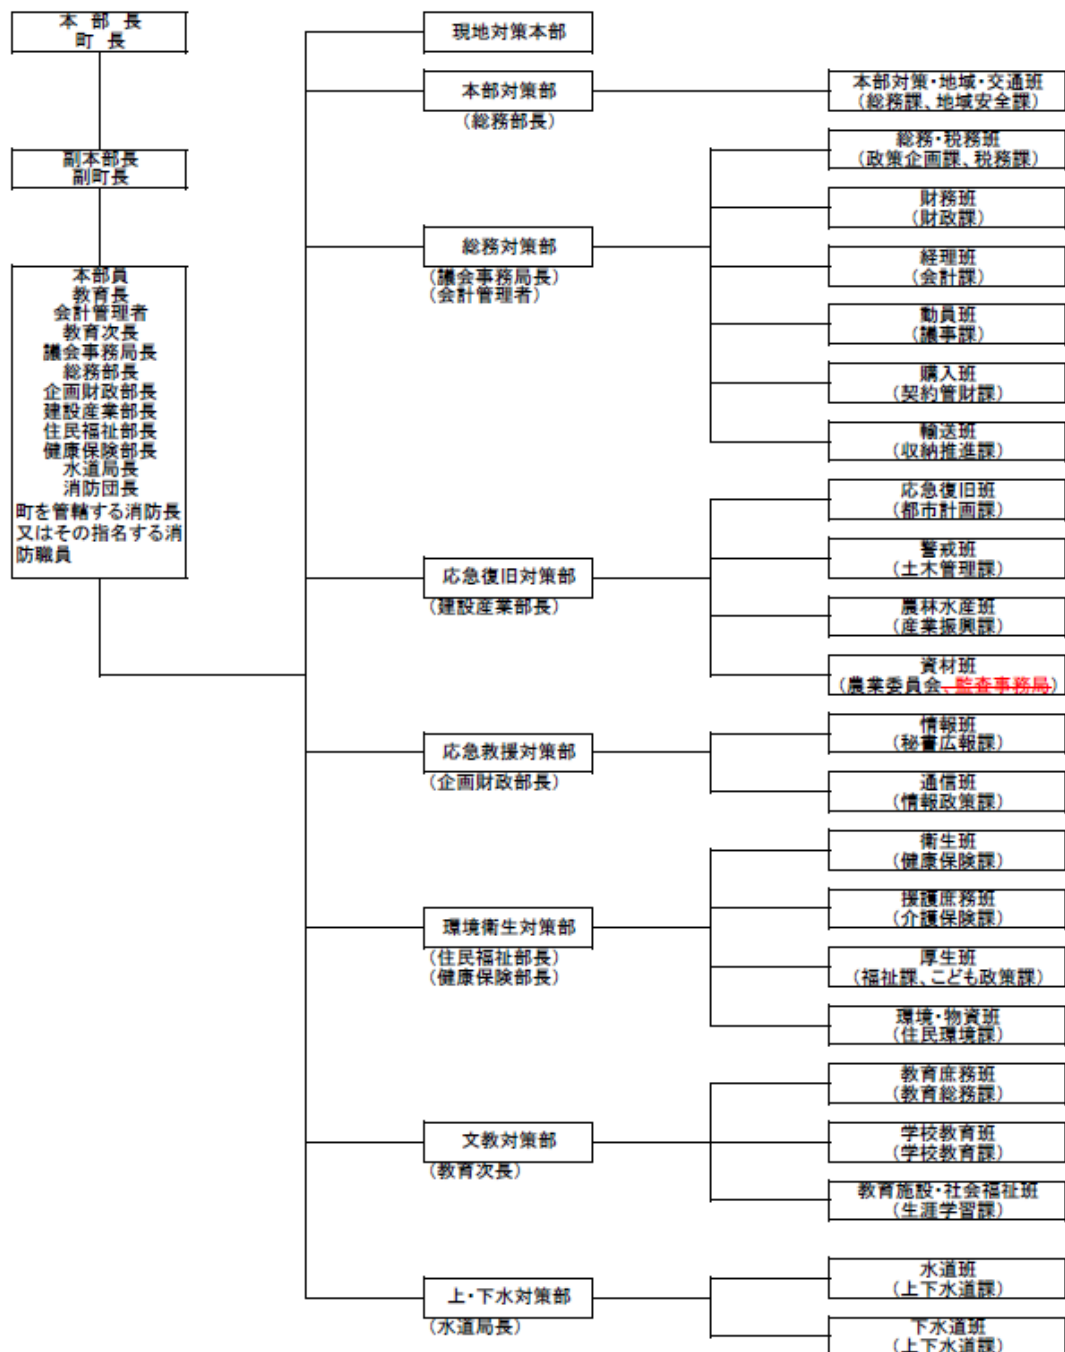 本 部 長
町 長
副本部長
副町長
本部員
教育長
会計管理者
教育次長
議会事務局長
総務部長
企画財政部長
建設産業部長
住民福祉部長
健康保険部長
水道局長
消防団長
町を管轄する消防長
又はその指名する消
防職員
現地対策本部
本部対策部
（総務部長）
本部対策・地域・交通班
（総務課、地域安全課）
総務対策部
（議会事務局長）
（会計管理者）
総務・税務班
（政策企画課、税務課）
財務班
（財政課）
経理班
（会計課）
動員班
（議事課）
購入班
（契約管財課）
輸送班
（収納推進課）
応急復旧対策部
（建設産業部長）
応急復旧班
（都市計画課）
警戒班
（土木管理課）
農林水産班
（産業振興課）
資材班
（農業委員会、監査事務局）
応急救援対策部
（企画財政部長）
情報班
（秘書広報課）
通信班
（情報政策課）
環境衛生対策部
（住民福祉部長）
（健康保険部長）
衛生班
（健康保険課）
援護庶務班
（介護保険課）
厚生班
（福祉課、こども政策課）
環境・物資班
（住民環境課）
文教対策部
（教育次長）
教育庶務班
（教育総務課）
学校教育班
（学校教育課）
教育施設・社会福祉班
（生涯学習課）
上・下水対策部
（水道局長）
水道班
（上下水道課）
下水道班
（上下水道課）